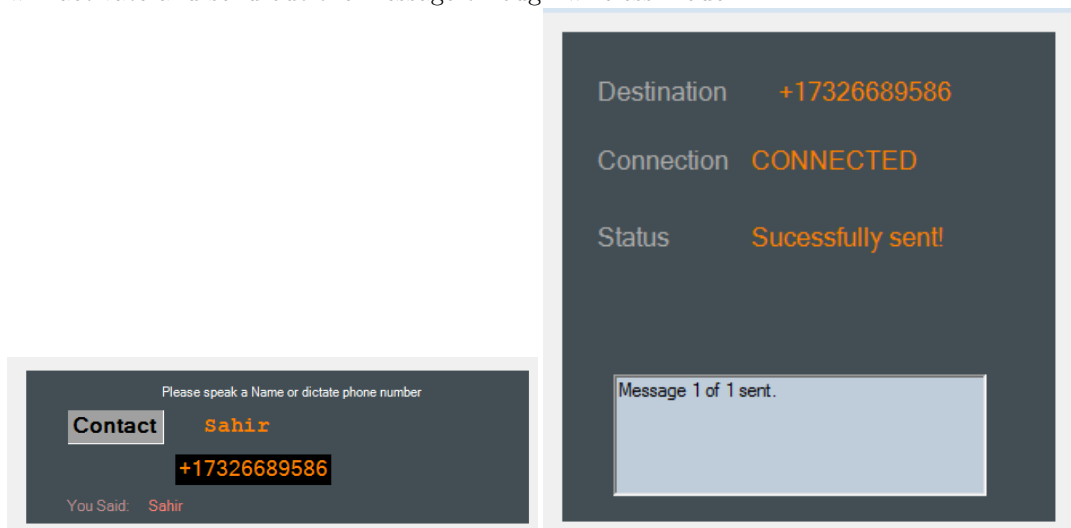 Please speak a Name or dictate phone number
Contact Sahir
+17326689586
You Said: Sahir
Destination +17326689586
Connection CONNECTED
Status Sucessfully sent!
Message 1 of 1 sent.